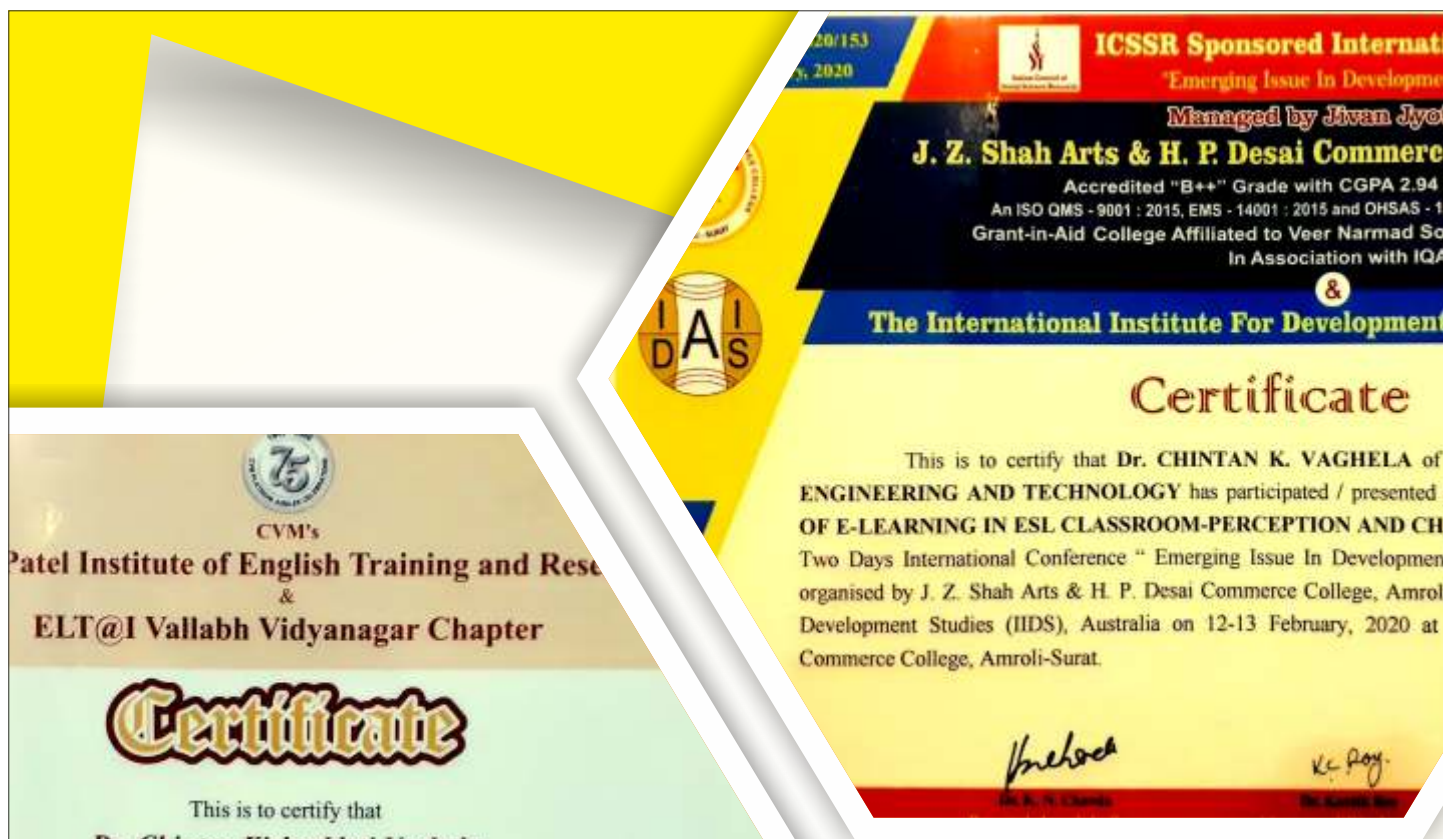 20/153
y, 2020
ICSSR Sponsored Internati
"Emerging Issue In Developme
Managed by Jivan Jyo
J. Z. Shah Arts & H. P. Desai Commerc
Accredited "B++" Grade with CGPA 2.94
An ISO QMS - 9001 : 2015, EMS - 14001 : 2015 and OHSAS - 1
Grant-in-Aid College Affiliated to Veer Narmad So
In Association with IQA
&
The International Institute For Development
I A I
D S
Certificate
This is to certify that Dr. CHINTAN K. VAGHELA of
ENGINEERING AND TECHNOLOGY has participated / presented
OF E-LEARNING IN ESL CLASSROOM-PERCEPTION AND CH
Two Days International Conference " Emerging Issue In Developmen
organised by J. Z. Shah Arts & H. P. Desai Commerce College, Amrol
Development Studies (IIDS), Australia on 12-13 February, 2020 at
Commerce College, Amroli-Surat.
K C Roy.
75
CVM's
Patel Institute of English Training and Rese
&
ELT@I Vallabh Vidyanagar Chapter
Certificate
This is to certify that